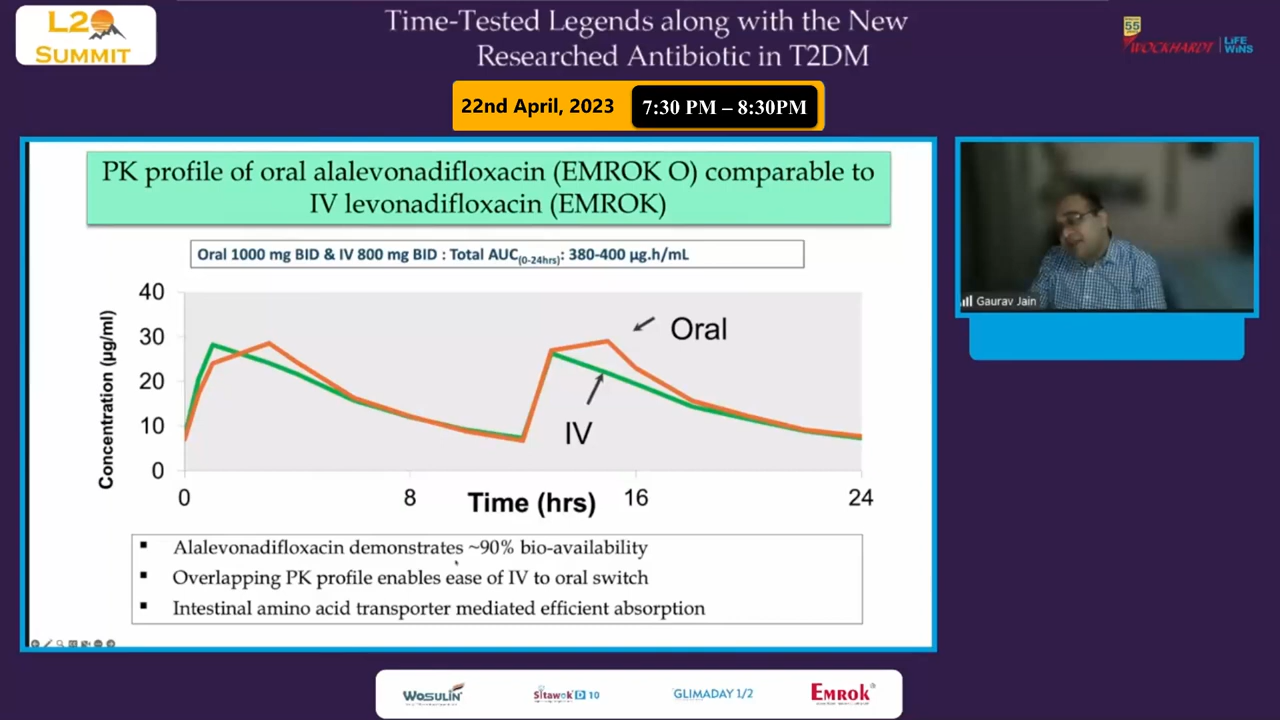 L2
SUMMIT
Time-Tested Legends along with the New
Researched Antibiotic in T2DM
55
WOCKHARDT
LIFE
WINS
22nd April, 2023
7:30 PM – 8:30PM
PK profile of oral alalevonadifloxacin (EMROK O) comparable to
IV levonadifloxacin (EMROK)
Oral 1000 mg BID & IV 800 mg BID : Total AUC(0-24hrs): 380-400 µg.h/mL
Concentration (µg/ml)
40
30
20
10
0
Oral
IV
0
8
Time (hrs)
16
24
▪ Alalevonadifloxacin demonstrates ~90% bio-availability
▪ Overlapping PK profile enables ease of IV to oral switch
▪ Intestinal amino acid transporter mediated efficient absorption
Gaurav Jain
WOSULIN
Sitawok D 10
GLIMADAY 1/2
EMROK